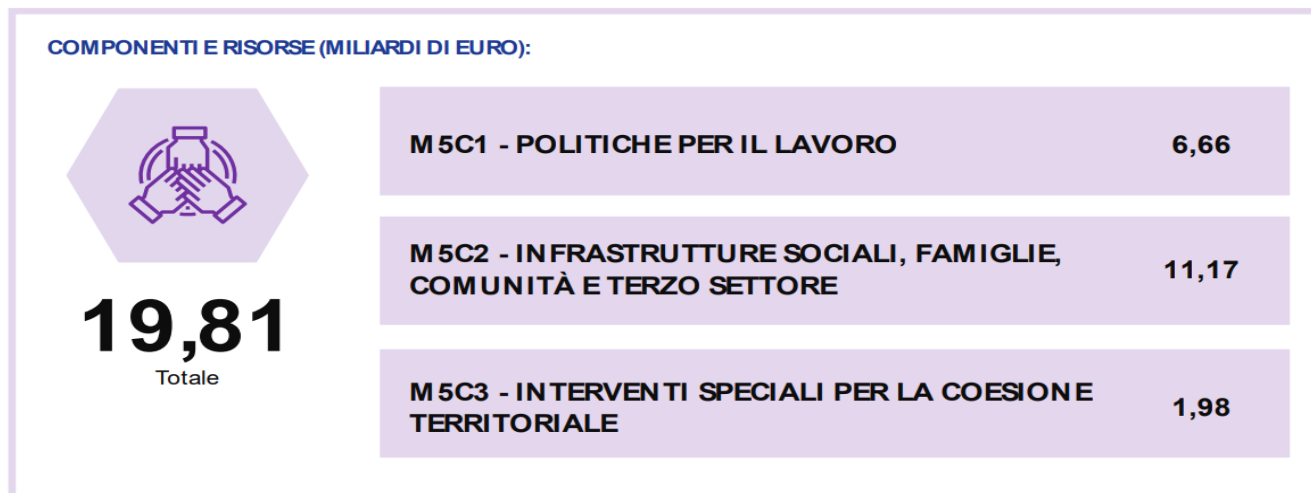 COMPONENTI E RISORSE (MILIARDI DI EURO):
M5C1 - POLITICHE PER IL LAVORO 6,66
M5C2 - INFRASTRUTTURE SOCIALI, FAMIGLIE,
COMUNITÀ E TERZO SETTORE
11,17
19,81
Totale
M5C3 - INTERVENTI SPECIALI PER LA COESIONE
TERRITORIALE
1,98